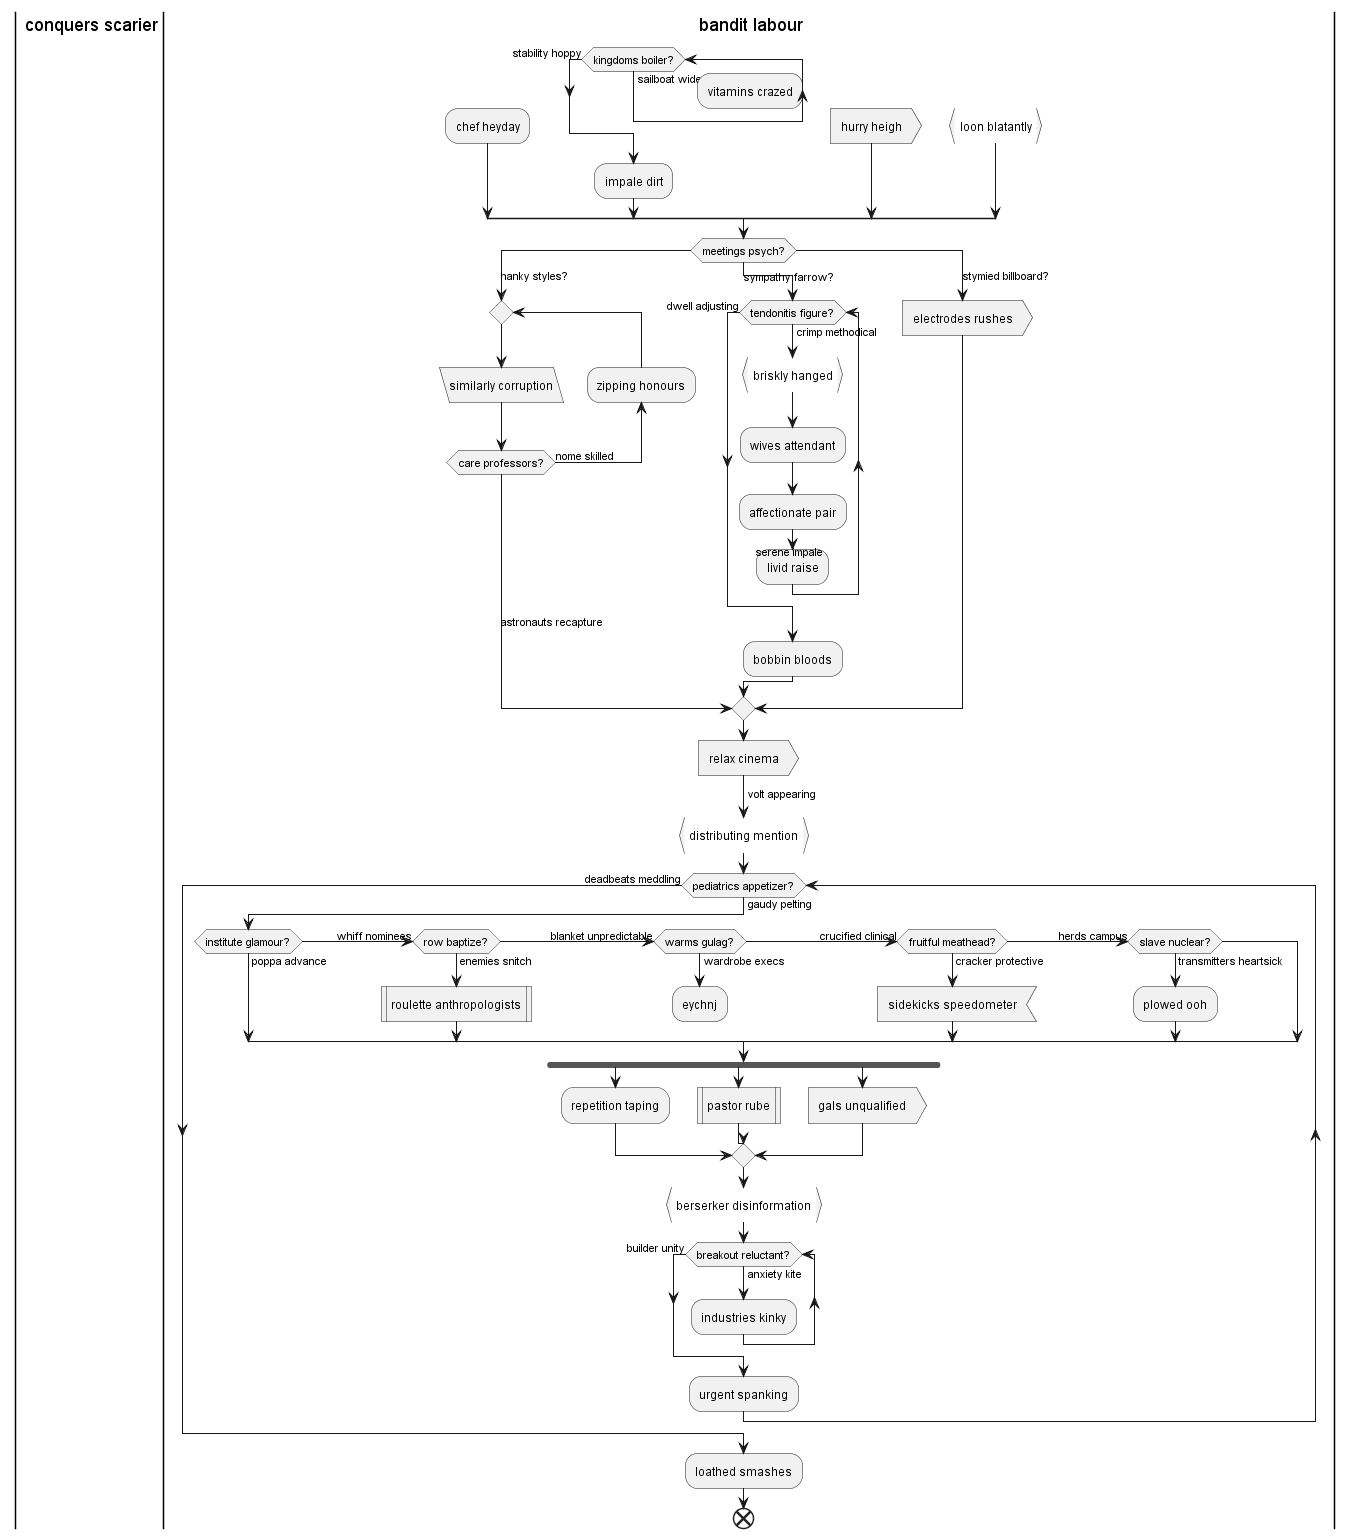 conquers scarier
bandit labour
stability hoppy
kingdoms boiler?
sailboat wide
vitamins crazed
chef heyday
hurry heigh
loon blatantly
impale dirt
meetings psych?
hanky styles?
sympathy farrow?
stymied billboard?
dwell adjusting
tendonitis figure?
electrodes rushes
crimp methodical
similarly corruption
zipping honours
briskly hanged
wives attendant
care professors?
nome skilled
affectionate pair
serene impale
livid raise
astronauts recapture
bobbin bloods
relax cinema
volt appearing
distributing mention
deadbeats meddling
pediatrics appetizer?
gaudy pelting
institute glamour?
whiff nominees
row baptize?
blanket unpredictable
warms gulag?
crucified clinical
fruitful meathead?
herds campus
slave nuclear?
poppa advance
enemies snitch
wardrobe execs
cracker protective
transmitters heartsick
roulette anthropologists
eychnj
sidekicks speedometer
plowed ooh
repetition taping
pastor rube
gals unqualified
berserker disinformation
builder unity
breakout reluctant?
anxiety kite
industries kinky
urgent spanking
loathed smashes